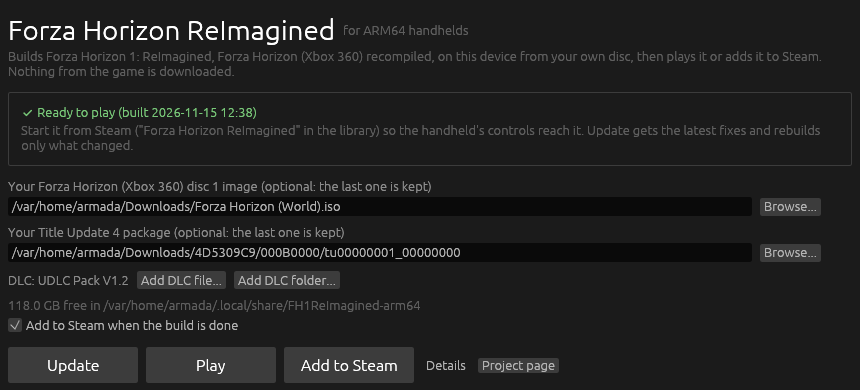 Forza Horizon ReImagined for ARM64 handhelds
Builds Forza Horizon 1: ReImagined, Forza Horizon (Xbox 360) recompiled, on this device from your own disc, then plays it or adds it to Steam.
Nothing from the game is downloaded.
✓ Ready to play (built 2026-11-15 12:38)
Start it from Steam ("Forza Horizon ReImagined" in the library) so the handheld's controls reach it. Update gets the latest fixes and rebuilds
only what changed.
Your Forza Horizon (Xbox 360) disc 1 image (optional: the last one is kept)
/var/home/armada/Downloads/Forza Horizon (World).iso Browse...
Your Title Update 4 package (optional: the last one is kept)
/var/home/armada/Downloads/4D5309C9/000B0000/tu00000001_00000000 Browse...
DLC: UDLC Pack V1.2 Add DLC file... Add DLC folder...
118.0 GB free in /var/home/armada/.local/share/FH1ReImagined-arm64
Add to Steam when the build is done
Update Play Add to Steam Details Project page